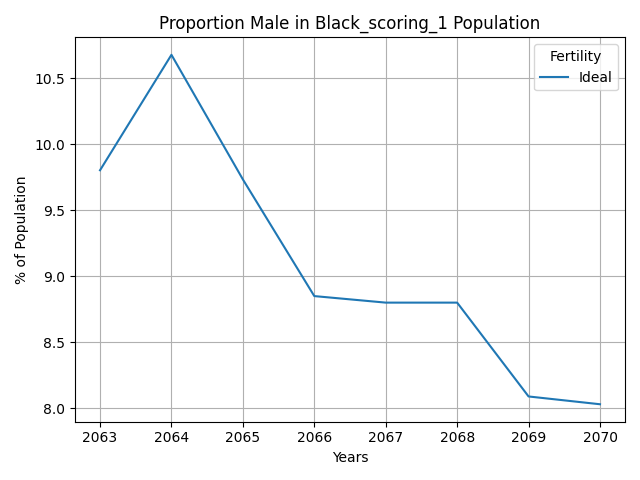 Proportion Male in Black_scoring_1 Population
Fertility
Ideal
% of Population
10.5
10.0
9.5
9.0
8.5
8.0
2063 2064 2065 2066 2067 2068 2069 2070
Years